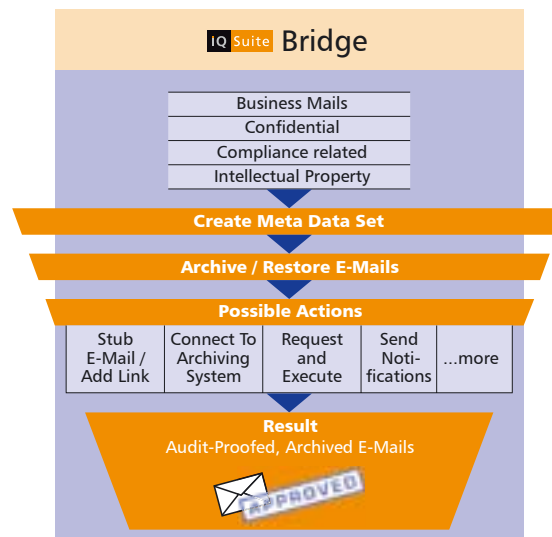 IQ Suite Bridge
Business Mails
Confidential
Compliance related
Intellectual Property
Create Meta Data Set
Archive / Restore E-Mails
Possible Actions
Stub
E-Mail /
Add Link
Connect To
Archiving
System
Request
and
Execute
Send
Noti-
fications
...more
Result
Audit-Proofed, Archived E-Mails
APPROVED